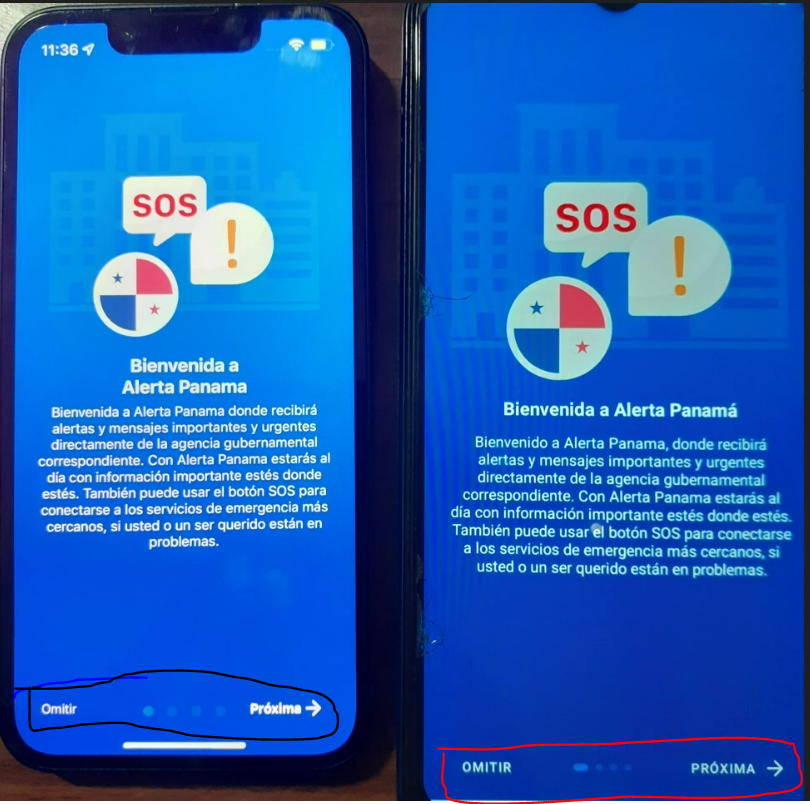 11:36
SOS
!
Bienvenida a
Alerta Panama
Bienvenida a Alerta Panama donde recibirá
alertas y mensajes importantes y urgentes
directamente de la agencia gubernamental
correspondiente. Con Alerta Panama estarás al
día con información importante estés donde
estés. También puede usar el botón SOS para
conectarse a los servicios de emergencia más
cercanos, si usted o un ser querido están en
problemas.
Omitir
Próxima →
SOS
!
Bienvenida a Alerta Panamá
Bienvenido a Alerta Panama, donde recibirá
alertas y mensajes importantes y urgentes
directamente de la agencia gubernamental
correspondiente. Con Alerta Panama estarás al
día con información importante estés donde estés.
También puede usar el botón SOS para conectarse
a los servicios de emergencia más cercanos, si
usted o un ser querido están en problemas.
OMITIR
PRÓXIMA →